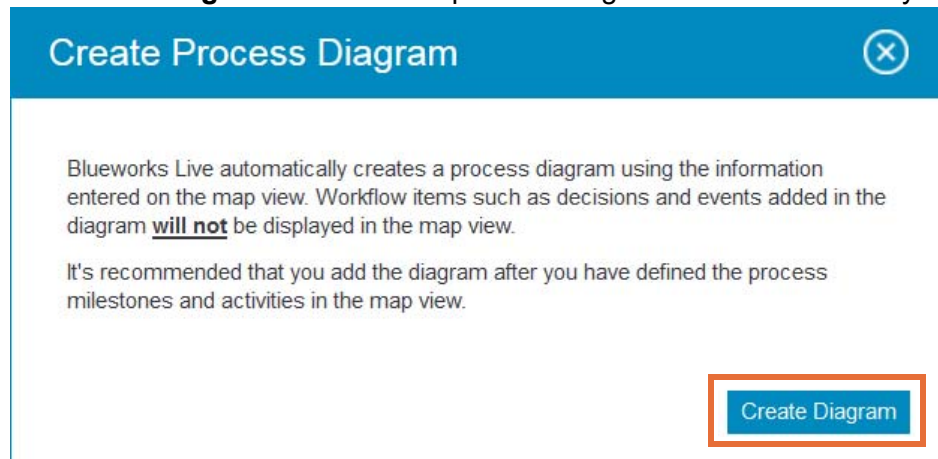 Create Process Diagram
Blueworks Live automatically creates a process diagram using the information
entered on the map view. Workflow items such as decisions and events added in the
diagram will not be displayed in the map view.
It's recommended that you add the diagram after you have defined the process
milestones and activities in the map view.
Create Diagram